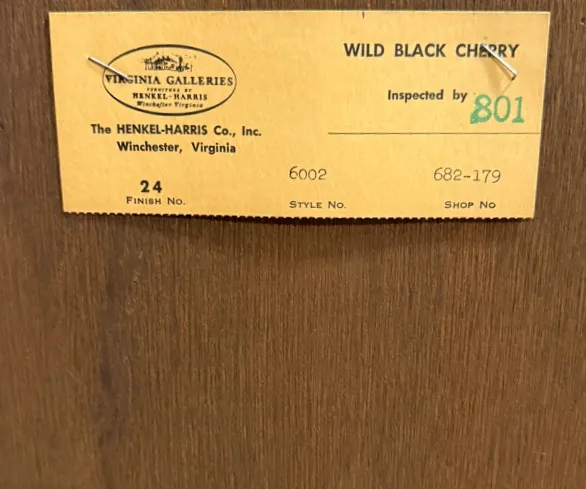 VIRGINIA GALLERIES
FURNITURE BY
HENKEL-HARRIS
Winchester, Virginia
The HENKEL-HARRIS Co., Inc.
Winchester, Virginia
WILD BLACK CHERRY
Inspected by 801
24
FINISH No.
6002
STYLE No.
682-179
SHOP No